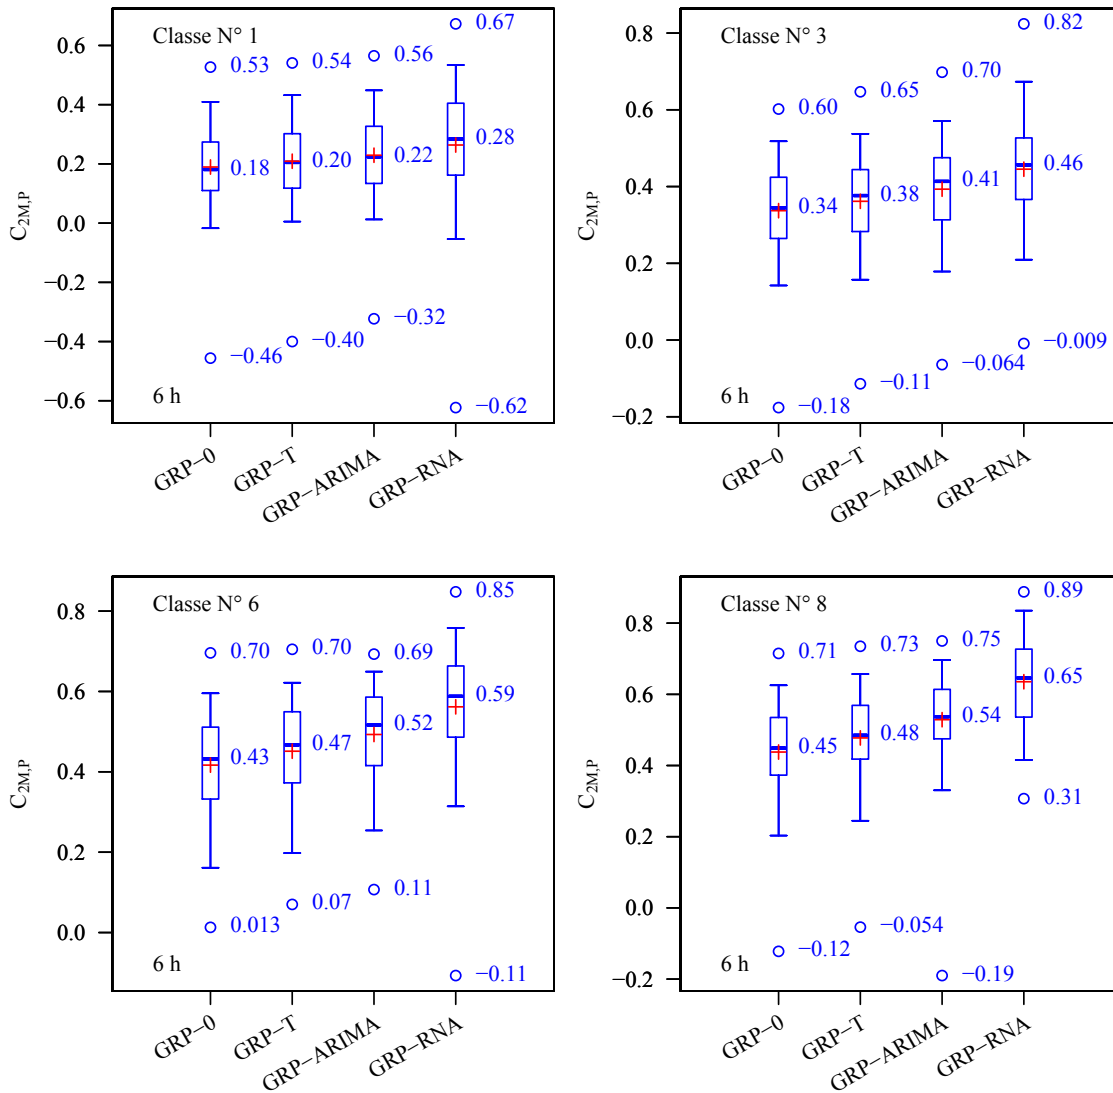 Classe N° 1
C2M,P
0.6
0.4
0.2
0.0
−0.2
−0.4
−0.6
0.53
0.54
0.56
0.67
0.18
0.20
0.22
0.28
−0.46
−0.40
−0.32
−0.62
6 h
GRP−0
GRP−T
GRP−ARIMA
GRP−RNA
Classe N° 3
C2M,P
0.8
0.6
0.4
0.2
0.0
−0.2
0.60
0.65
0.70
0.82
0.34
0.38
0.41
0.46
−0.18
−0.11
−0.064
−0.009
6 h
GRP−0
GRP−T
GRP−ARIMA
GRP−RNA
Classe N° 6
C2M,P
0.8
0.6
0.4
0.2
0.0
0.70
0.70
0.69
0.85
0.43
0.47
0.52
0.59
0.013
0.07
0.11
−0.11
6 h
GRP−0
GRP−T
GRP−ARIMA
GRP−RNA
Classe N° 8
C2M,P
0.8
0.6
0.4
0.2
0.0
−0.2
0.71
0.73
0.75
0.89
0.45
0.48
0.54
0.65
−0.12
−0.054
−0.19
0.31
6 h
GRP−0
GRP−T
GRP−ARIMA
GRP−RNA